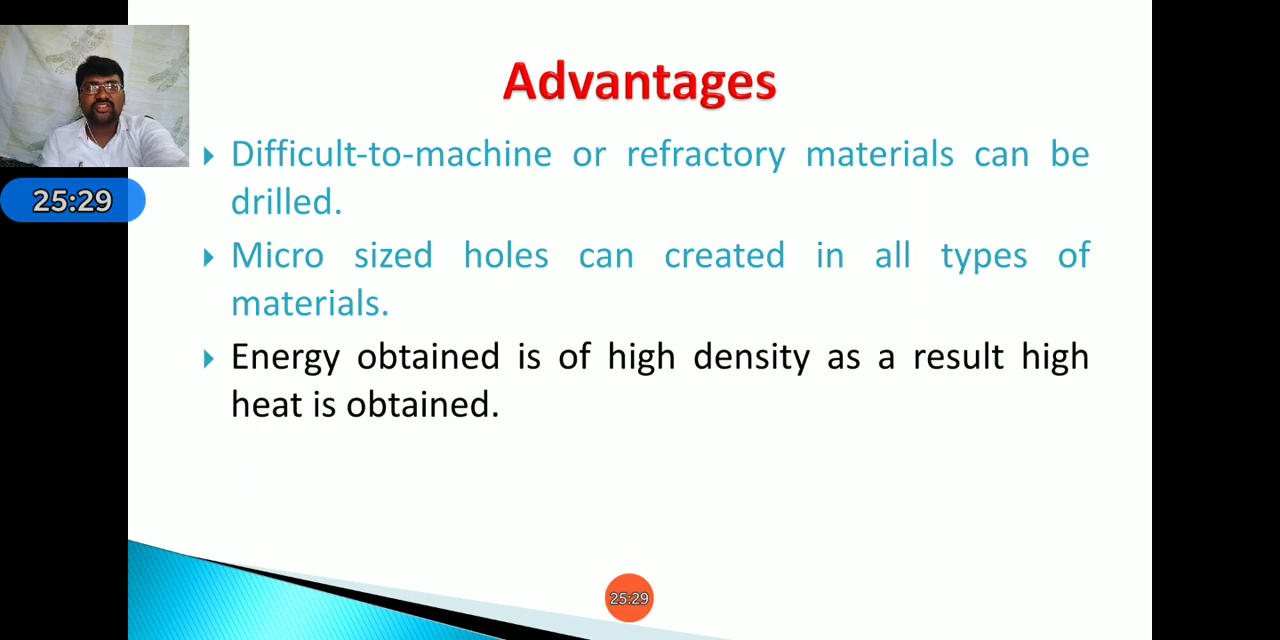 Advantages
25:29
Difficult-to-machine or refractory materials can be
drilled.
Micro sized holes can created in all types of
materials.
Energy obtained is of high density as a result high
heat is obtained.
25:29